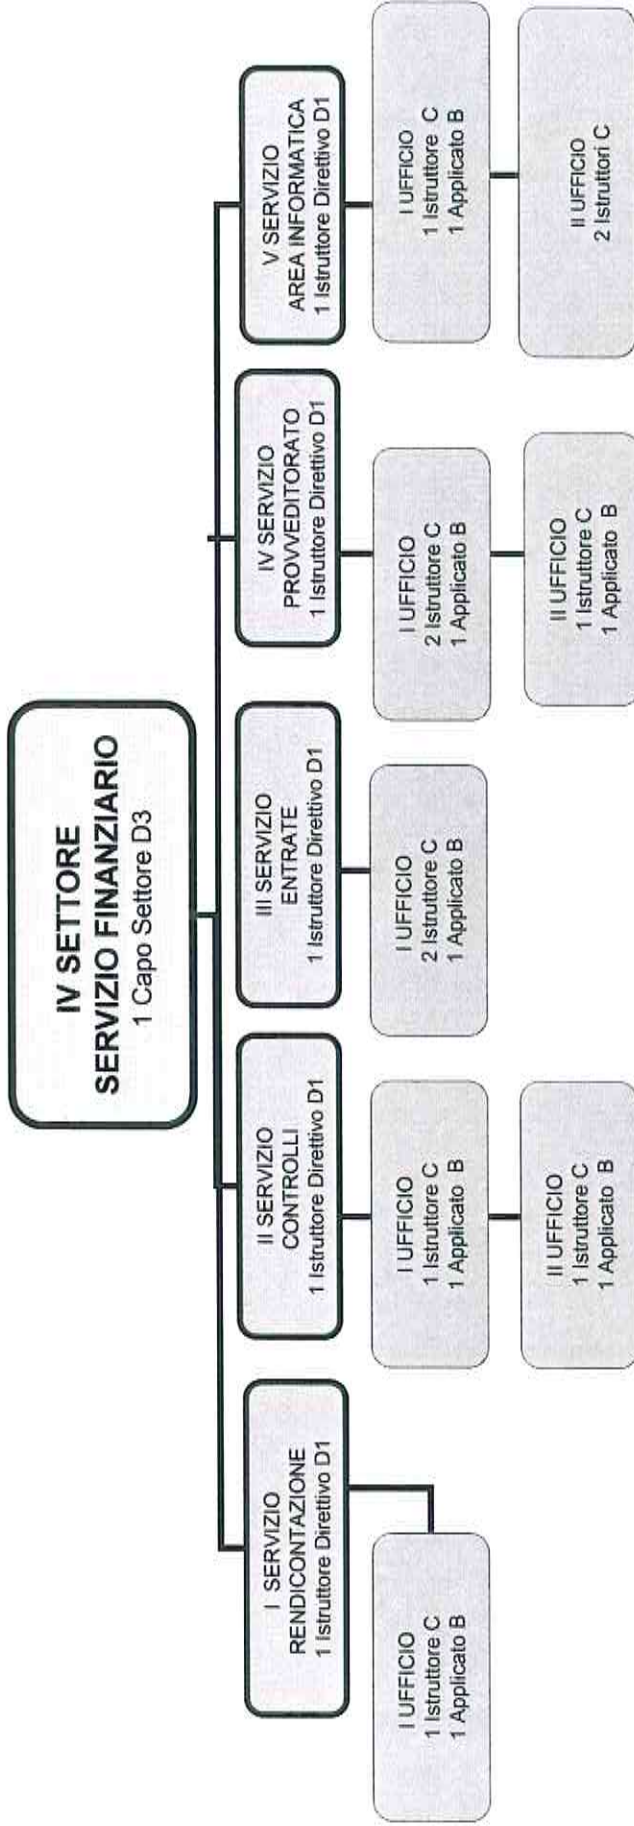 IV SETTORE
SERVIZIO FINANZIARIO
1 Capo Settore D3
I SERVIZIO
RENDICONTAZIONE
1 Istruttore Direttivo D1
II SERVIZIO
CONTROLLI
1 Istruttore Direttivo D1
III SERVIZIO
ENTRATE
1 Istruttore Direttivo D1
IV SERVIZIO
PROVVEDITORATO
1 Istruttore Direttivo D1
V SERVIZIO
AREA INFORMATICA
1 Istruttore Direttivo D1
I UFFICIO
1 Istruttore C
1 Applicato B
I UFFICIO
1 Istruttore C
1 Applicato B
I UFFICIO
2 Istruttore C
1 Applicato B
I UFFICIO
2 Istruttore C
1 Applicato B
I UFFICIO
1 Istruttore C
1 Applicato B
II UFFICIO
1 Istruttore C
1 Applicato B
II UFFICIO
1 Istruttore C
1 Applicato B
II UFFICIO
2 Istruttori C